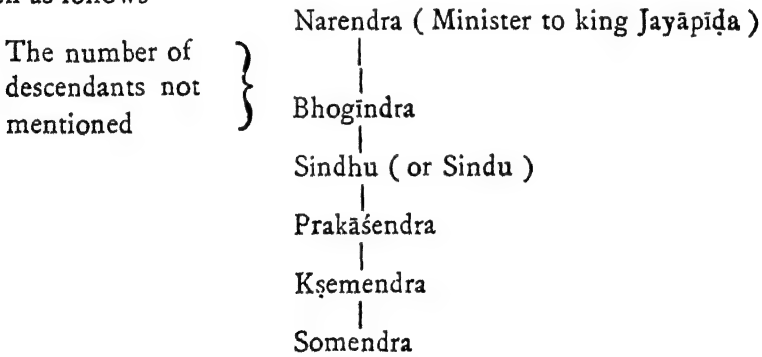 as follows
Narendra ( Minister to king Jayāpīḍa )
The number of
descendants not
mentioned
Bhogīndra
Sindhu ( or Sindu )
Prakāśendra
Kṣemendra
Somendra